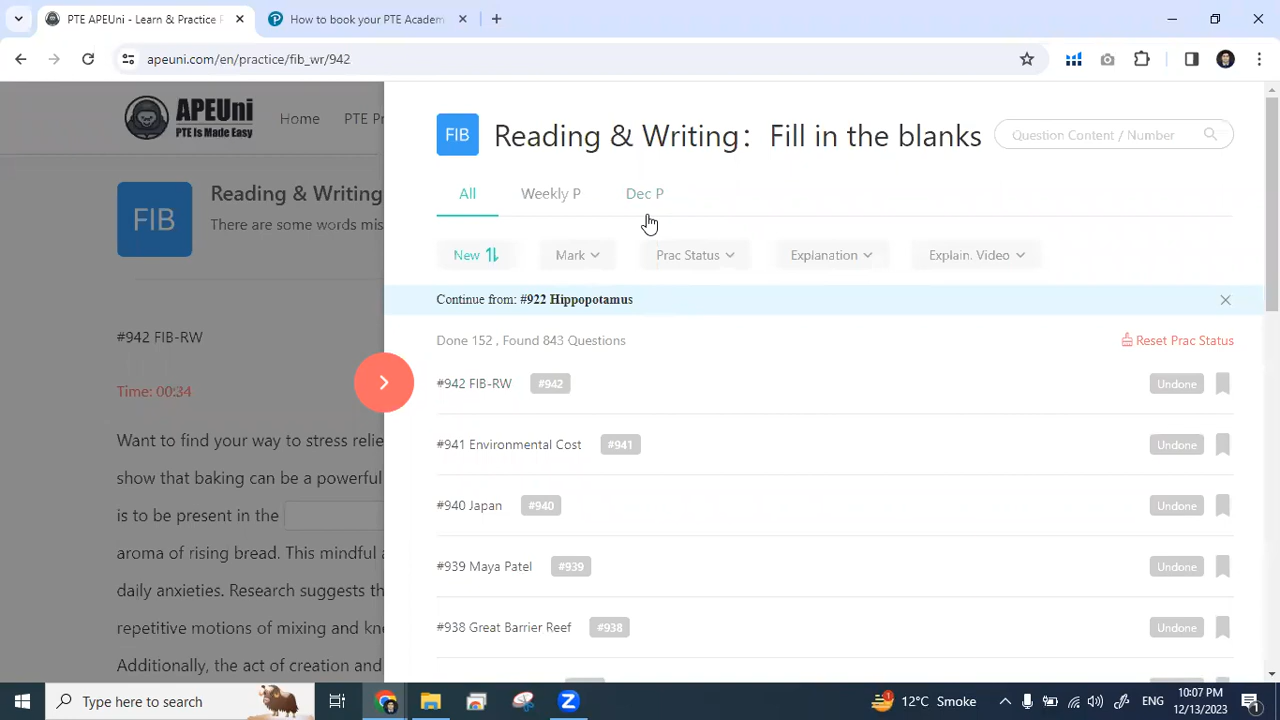 PTE APEUni - Learn & Practice
How to book your PTE Academ
apeuni.com/en/practice/fib_wr/942
APEUni
PTE Is Made Easy
Home
PTE Pr
FIB
Reading & Writing
There are some words mis
#942 FIB-RW
Time: 00:34
Want to find your way to stress relie
show that baking can be a powerful
is to be present in the
aroma of rising bread. This mindful
daily anxieties. Research suggests th
repetitive motions of mixing and kn
Additionally, the act of creation and
FIB
Reading & Writing: Fill in the blanks
Question Content / Number
All
Weekly P
Dec P
New
Mark
Prac Status
Explanation
Explain. Video
Continue from: #922 Hippopotamus
Done 152 , Found 843 Questions
Reset Prac Status
#942 FIB-RW #942 Undone
#941 Environmental Cost #941 Undone
#940 Japan #940 Undone
#939 Maya Patel #939 Undone
#938 Great Barrier Reef #938 Undone
Type here to search
1
12°C Smoke
ENG
10:07 PM
12/13/2023
1